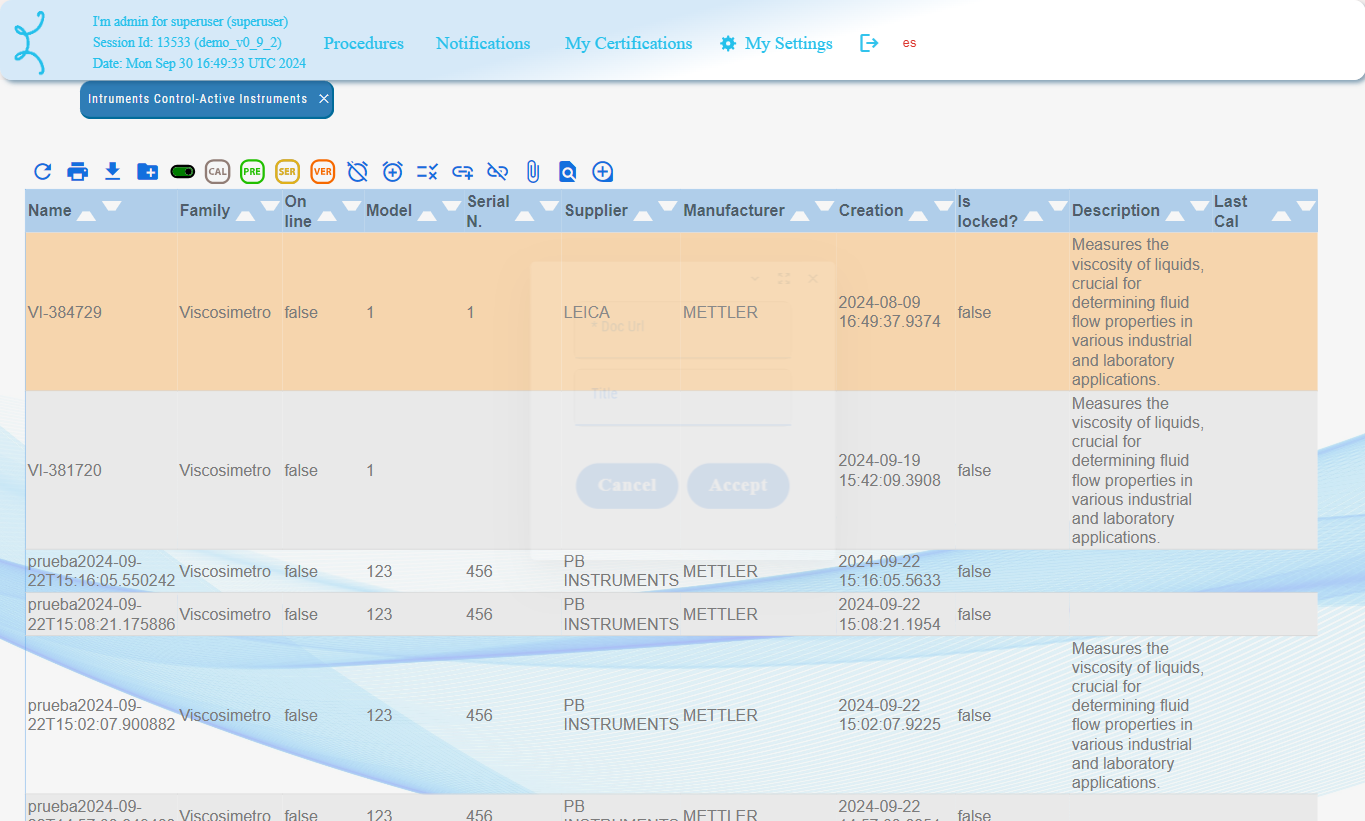 I'm admin for superuser (superuser)
Session Id: 13533 (demo_v0_9_2)
Date: Mon Sep 30 16:49:33 UTC 2024
Procedures
Notifications
My Certifications
My Settings
es
Intruments Control-Active Instruments
CAL
PRE
SER
VER
Name
Family
On
line
Model
Serial
N.
Supplier
Manufacturer
Creation
Is
locked?
Description
Last
Cal
VI-384729
Viscosimetro
false
1
1
LEICA
METTLER
2024-08-09
16:49:37.9374
false
Measures the
viscosity of liquids,
crucial for
determining fluid
flow properties in
various industrial
and laboratory
applications.
* Doc Url
Title
Cancel
Accept
VI-381720
Viscosimetro
false
1
2024-09-19
15:42:09.3908
false
Measures the
viscosity of liquids,
crucial for
determining fluid
flow properties in
various industrial
and laboratory
applications.
prueba2024-09-
22T15:16:05.550242
Viscosimetro
false
123
456
PB
INSTRUMENTS
METTLER
2024-09-22
15:16:05.5633
false
prueba2024-09-
22T15:08:21.175886
Viscosimetro
false
123
456
PB
INSTRUMENTS
METTLER
2024-09-22
15:08:21.1954
false
prueba2024-09-
22T15:02:07.900882
Viscosimetro
false
123
456
PB
INSTRUMENTS
METTLER
2024-09-22
15:02:07.9225
false
Measures the
viscosity of liquids,
crucial for
determining fluid
flow properties in
various industrial
and laboratory
applications.
prueba2024-09-
Viscosimetro
false
123
456
PB
INSTRUMENTS
METTLER
2024-09-22
false